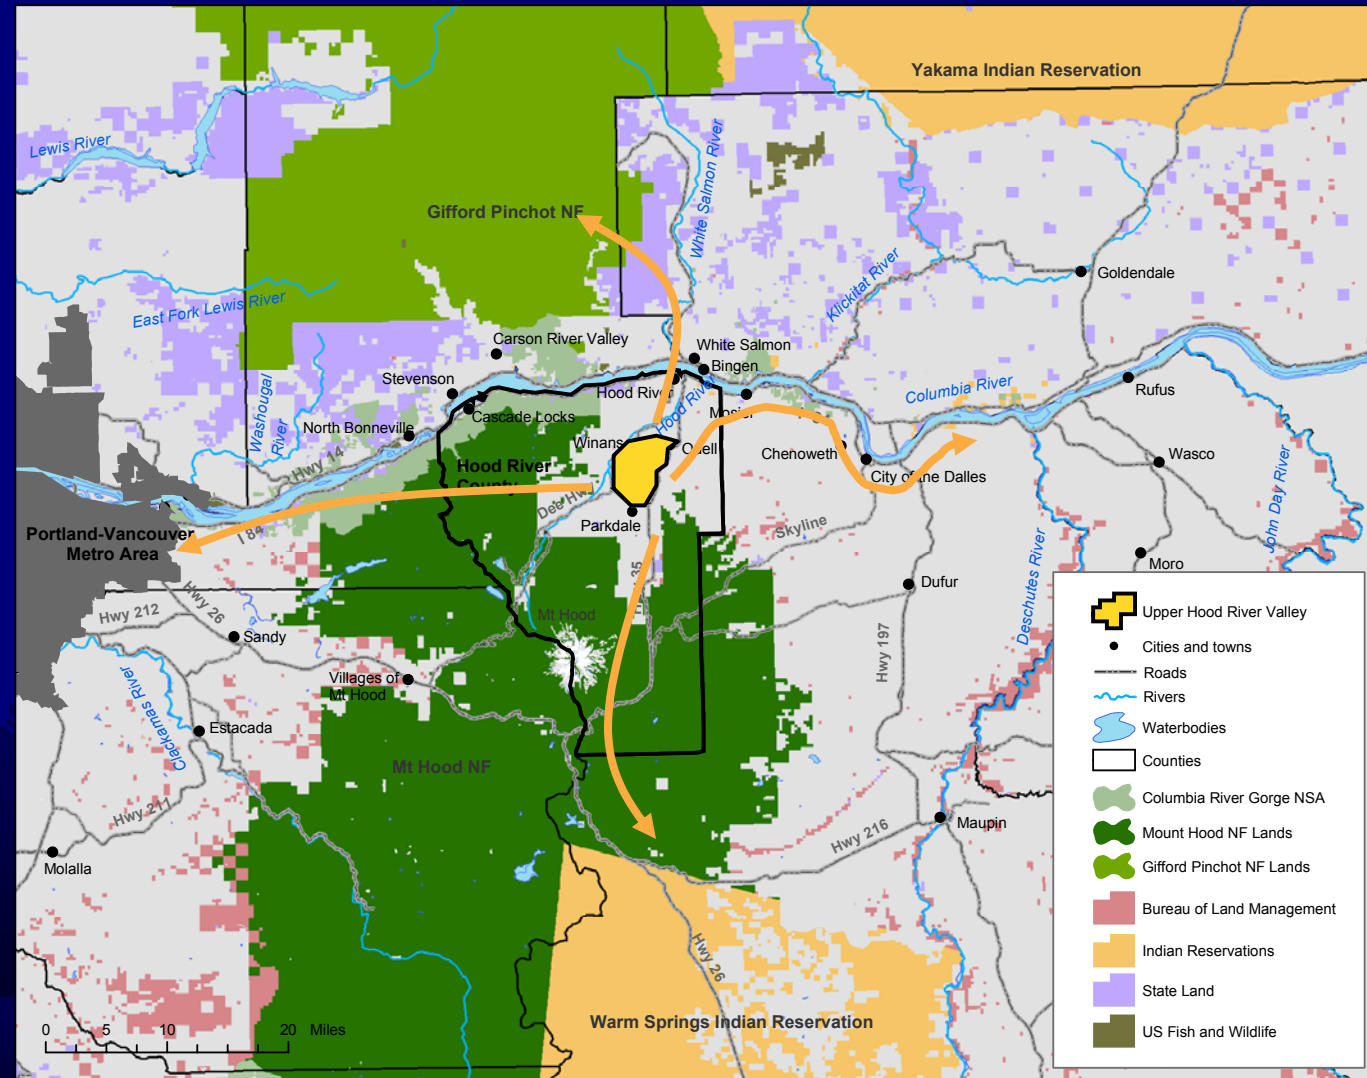 Yakama Indian Reservation
Lewis River
White Salmon River
Gifford Pinchot NF
Klickitat River
Goldendale
East Fork Lewis River
Carson River Valley
White Salmon
Bingen
Stevenson
Hood River
Hood River
Columbia River
Rufus
Washougal
River
Cascade Locks
Mosier
North Bonneville
Winans
Odell
Chenoweth
Wasco
Hwy 14
Hood River
County
City of the Dalles
John Day River
Dee Hwy
Parkdale
Skyline
Portland-Vancouver
Metro Area
I 84
Deschutes River
Moro
Hwy 35
Dufur
Hwy 212
Hwy 26
Mt Hood
Sandy
Hwy 197
Villages of
Mt Hood
Clackamas River
Estacada
Mt Hood NF
Hwy 211
Hwy 216
Maupin
Molalla
Hwy 26
Warm Springs Indian Reservation
0 5 10 20 Miles
Upper Hood River Valley
Cities and towns
Roads
Rivers
Waterbodies
Counties
Columbia River Gorge NSA
Mount Hood NF Lands
Gifford Pinchot NF Lands
Bureau of Land Management
Indian Reservations
State Land
US Fish and Wildlife